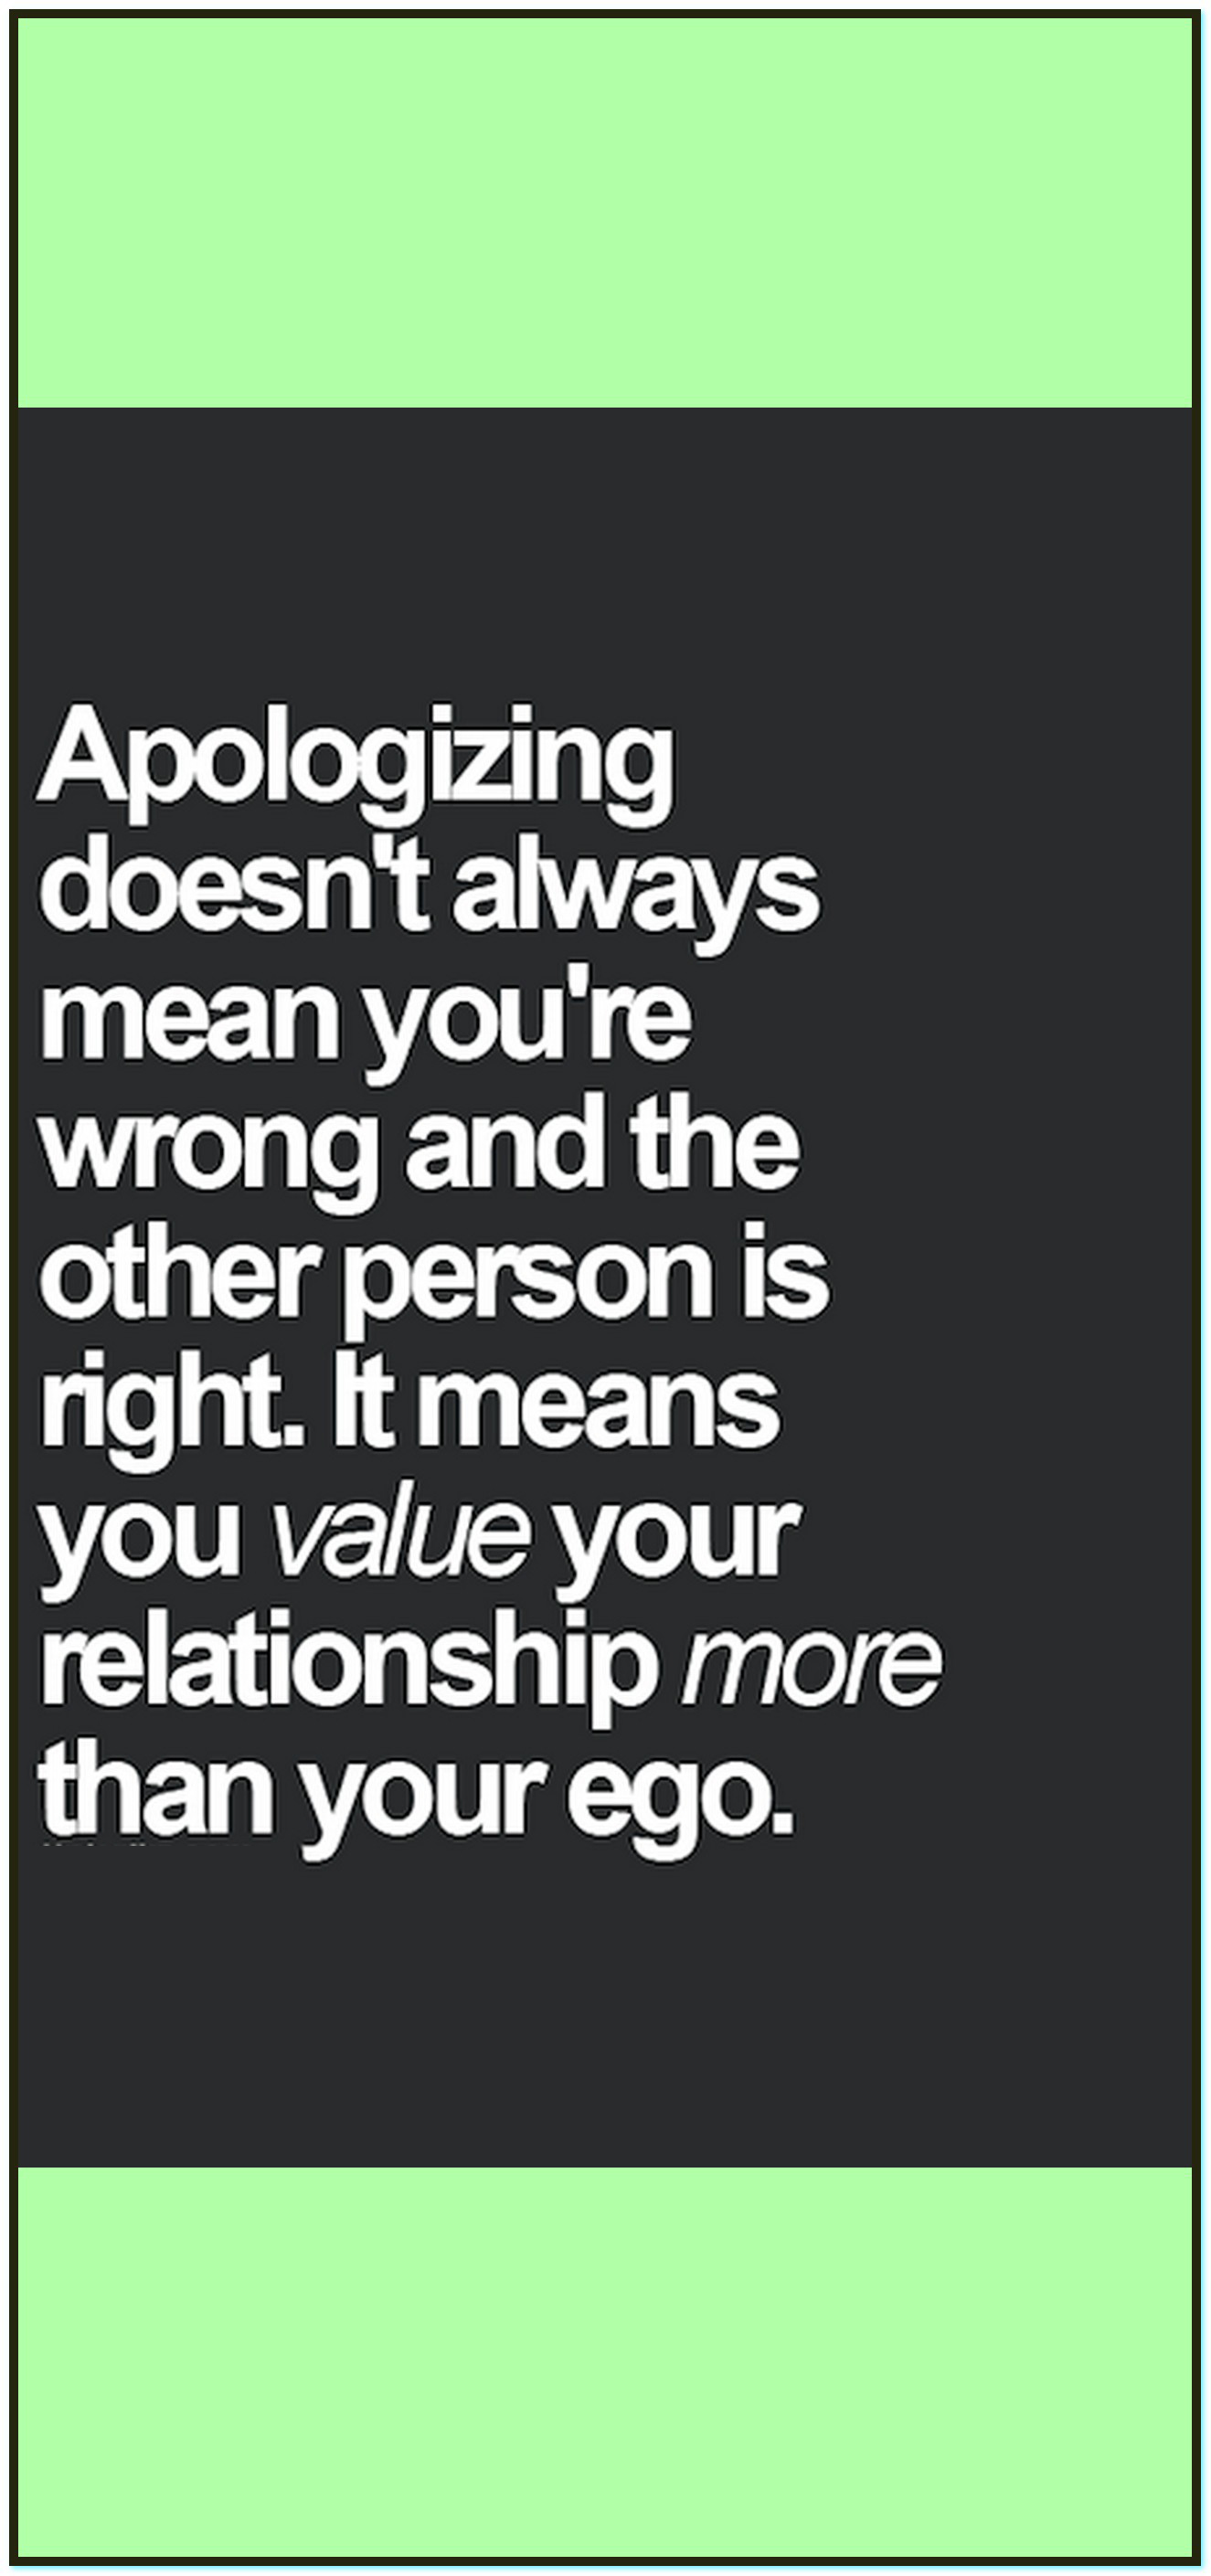 Apologizing
doesn't always
mean you're
wrong and the
other person is
right. It means
you value your
relationship more
than your ego.